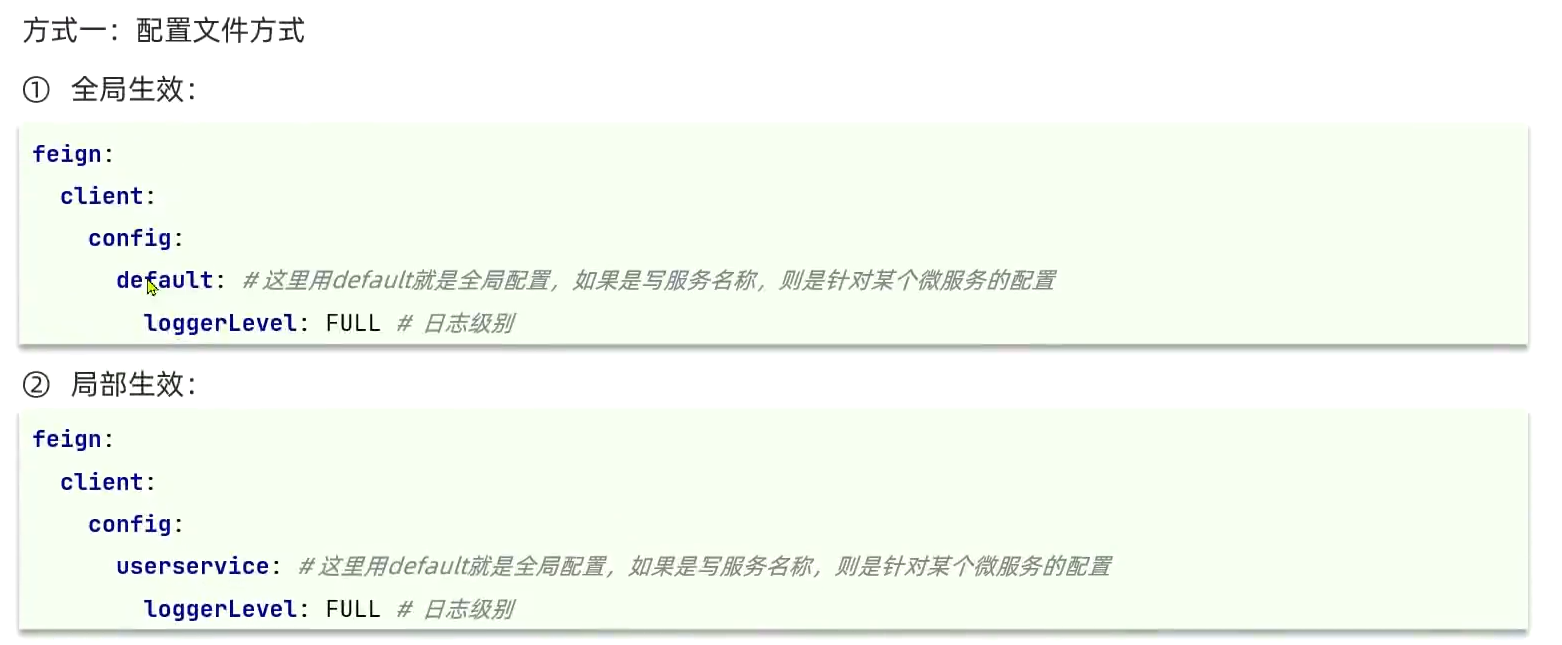 方式一：配置文件方式
① 全局生效：
feign:
  client:
    config:
      default: #这里用default就是全局配置，如果是写服务名称，则是针对某个微服务的配置
        loggerLevel: FULL # 日志级别
② 局部生效：
feign:
  client:
    config:
      userservice: #这里用default就是全局配置，如果是写服务名称，则是针对某个微服务的配置
        loggerLevel: FULL # 日志级别